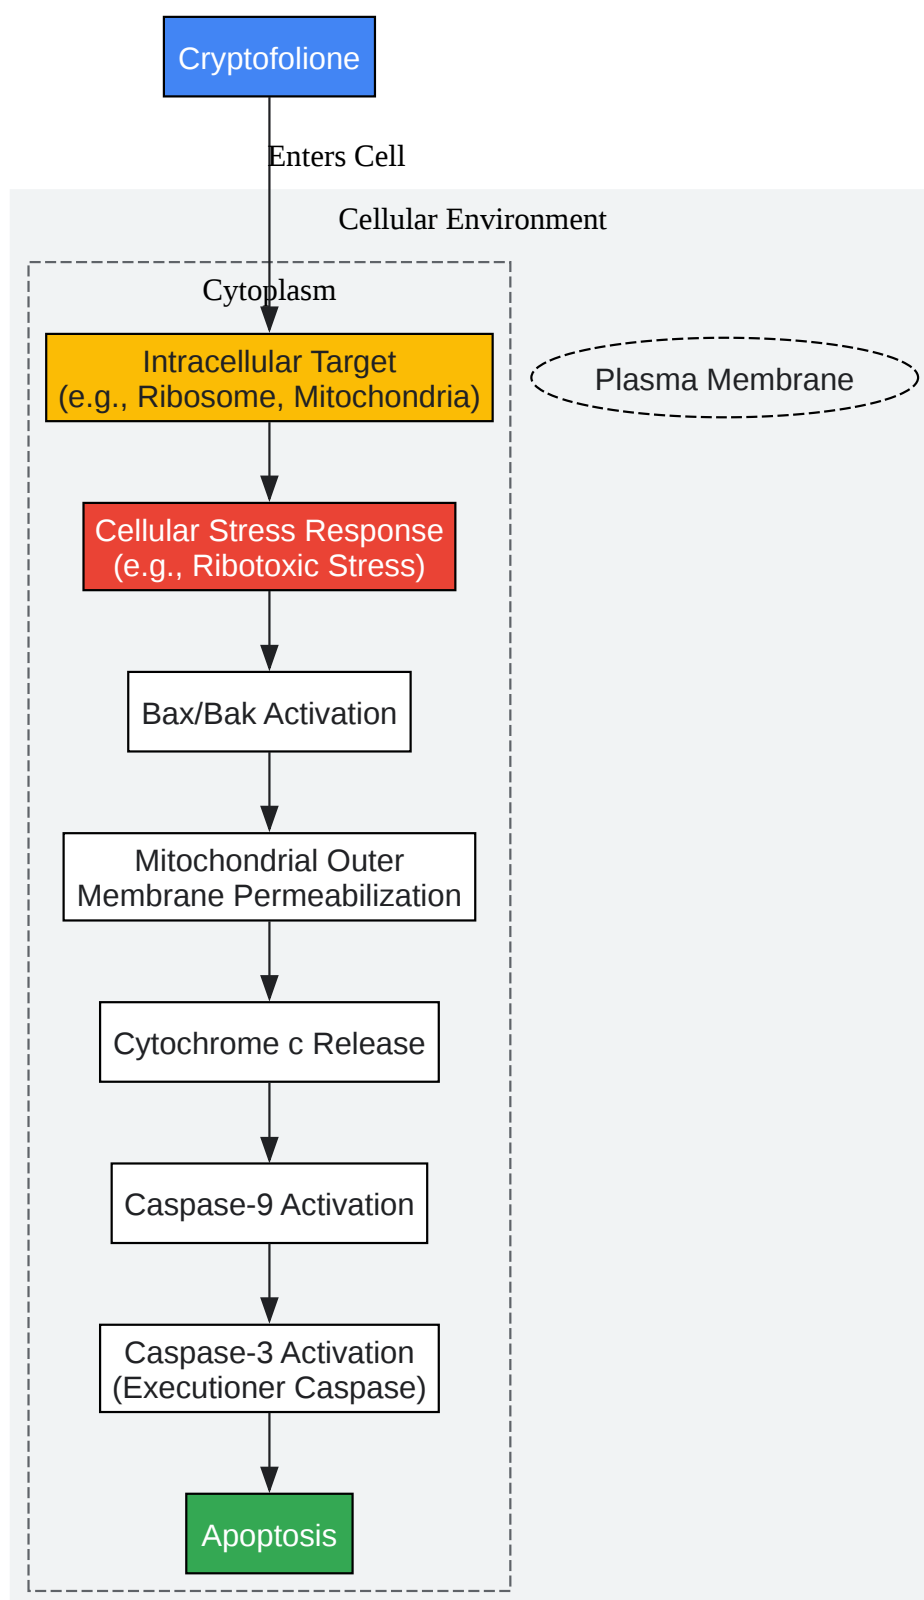 Cryptofolione
Enters Cell
Cellular Environment
Cytoplasm
Intracellular Target
(e.g., Ribosome, Mitochondria)
Plasma Membrane
Cellular Stress Response
(e.g., Ribotoxic Stress)
Bax/Bak Activation
Mitochondrial Outer
Membrane Permeabilization
Cytochrome c Release
Caspase-9 Activation
Caspase-3 Activation
(Executioner Caspase)
Apoptosis